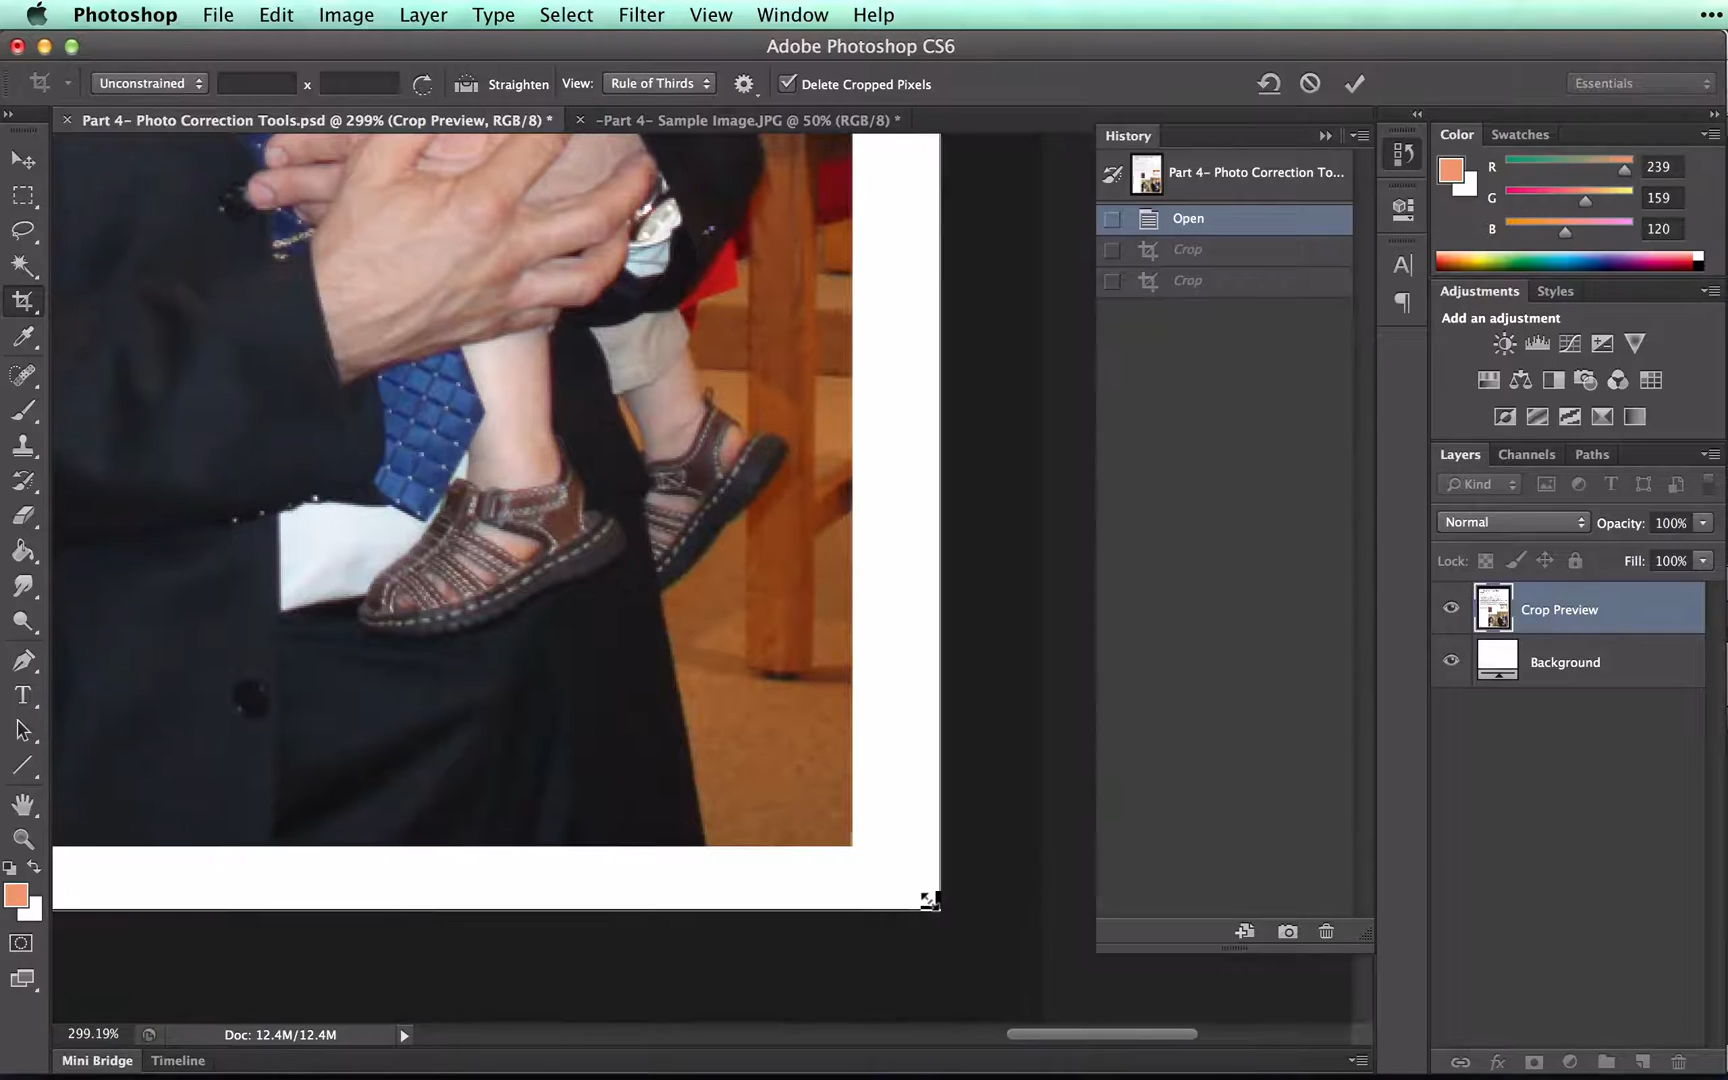 Photoshop File Edit Image Layer Type Select Filter View Window Help
Adobe Photoshop CS6
Unconstrained x Straighten View: Rule of Thirds Delete Cropped Pixels Essentials
Part 4- Photo Correction Tools.psd @ 299% (Crop Preview, RGB/8) * -Part 4- Sample Image.JPG @ 50% (RGB/8) *
History
Part 4- Photo Correction To...
Open
Crop
Crop
Color Swatches
R 239
G 159
B 120
Adjustments Styles
Add an adjustment
Layers Channels Paths
Kind
Normal Opacity: 100%
Lock: Fill: 100%
Crop Preview
Background
299.19% Doc: 12.4M/12.4M
Mini Bridge Timeline